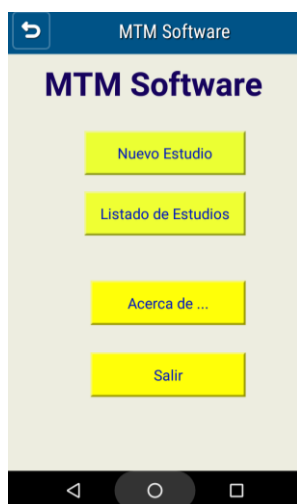 MTM Software
MTM Software
Nuevo Estudio
Listado de Estudios
Acerca de ...
Salir